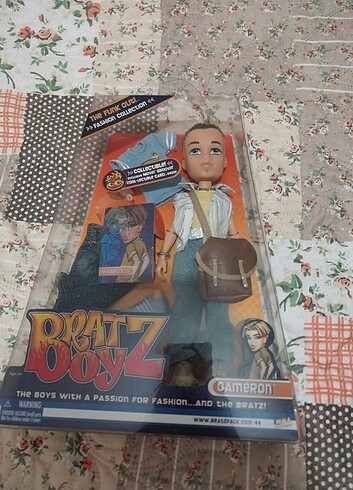 THE FUNK OUT!
>> FASHION COLLECTION <<
>> COLLECTIBLE! <<
BRATZ
BOYZ
CAMERON
THE BOYS WITH A PASSION FOR FASHION...AND THE BRATZ!
WARNING:
WWW.BRATZPACK.COM <<